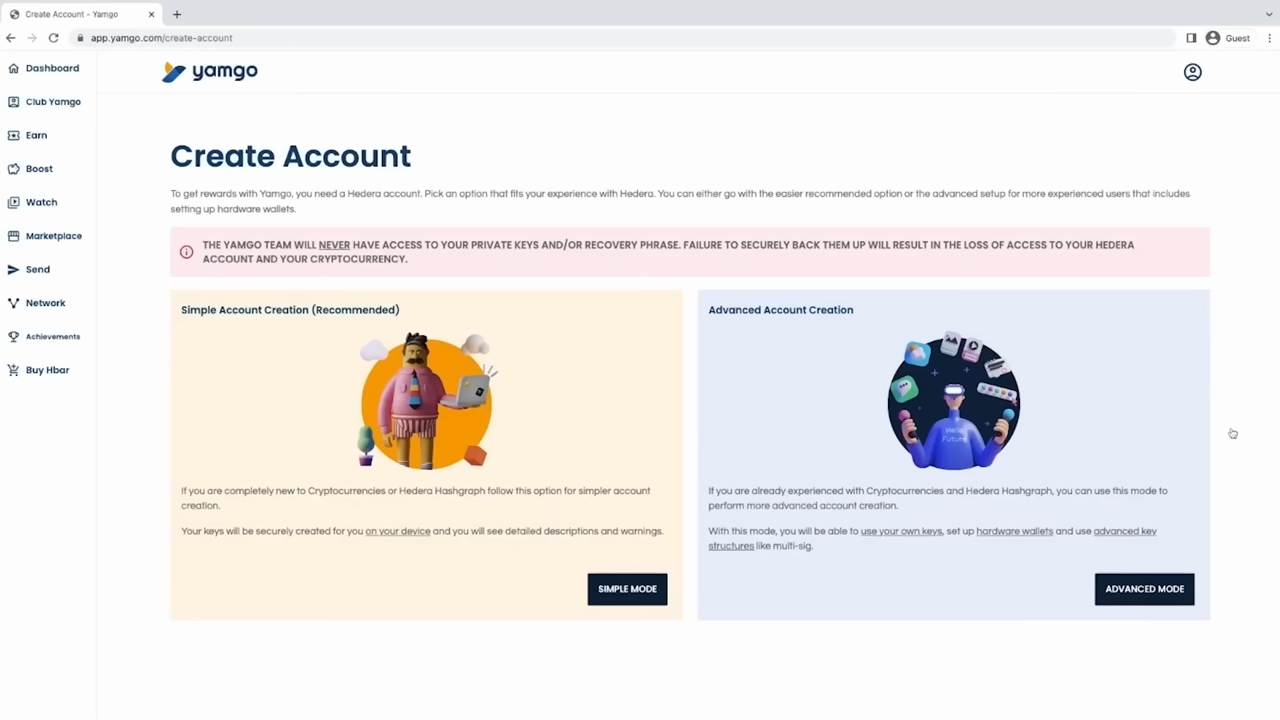 Create Account - Yamgo
app.yamgo.com/create-account
Guest
Dashboard
Club Yamgo
Earn
Boost
Watch
Marketplace
Send
Network
Achievements
Buy Hbar
yamgo
Create Account
To get rewards with Yamgo, you need a Hedera account. Pick an option that fits your experience with Hedera. You can either go with the easier recommended option or the advanced setup for more experienced users that includes
setting up hardware wallets.
THE YAMGO TEAM WILL NEVER HAVE ACCESS TO YOUR PRIVATE KEYS AND/OR RECOVERY PHRASE. FAILURE TO SECURELY BACK THEM UP WILL RESULT IN THE LOSS OF ACCESS TO YOUR HEDERA
ACCOUNT AND YOUR CRYPTOCURRENCY.
Simple Account Creation (Recommended)
If you are completely new to Cryptocurrencies or Hedera Hashgraph follow this option for simpler account
creation.
Your keys will be securely created for you on your device and you will see detailed descriptions and warnings.
SIMPLE MODE
Advanced Account Creation
Hello
Future
If you are already experienced with Cryptocurrencies and Hedera Hashgraph, you can use this mode to
perform more advanced account creation.
With this mode, you will be able to use your own keys, set up hardware wallets and use advanced key
structures like multi-sig.
ADVANCED MODE